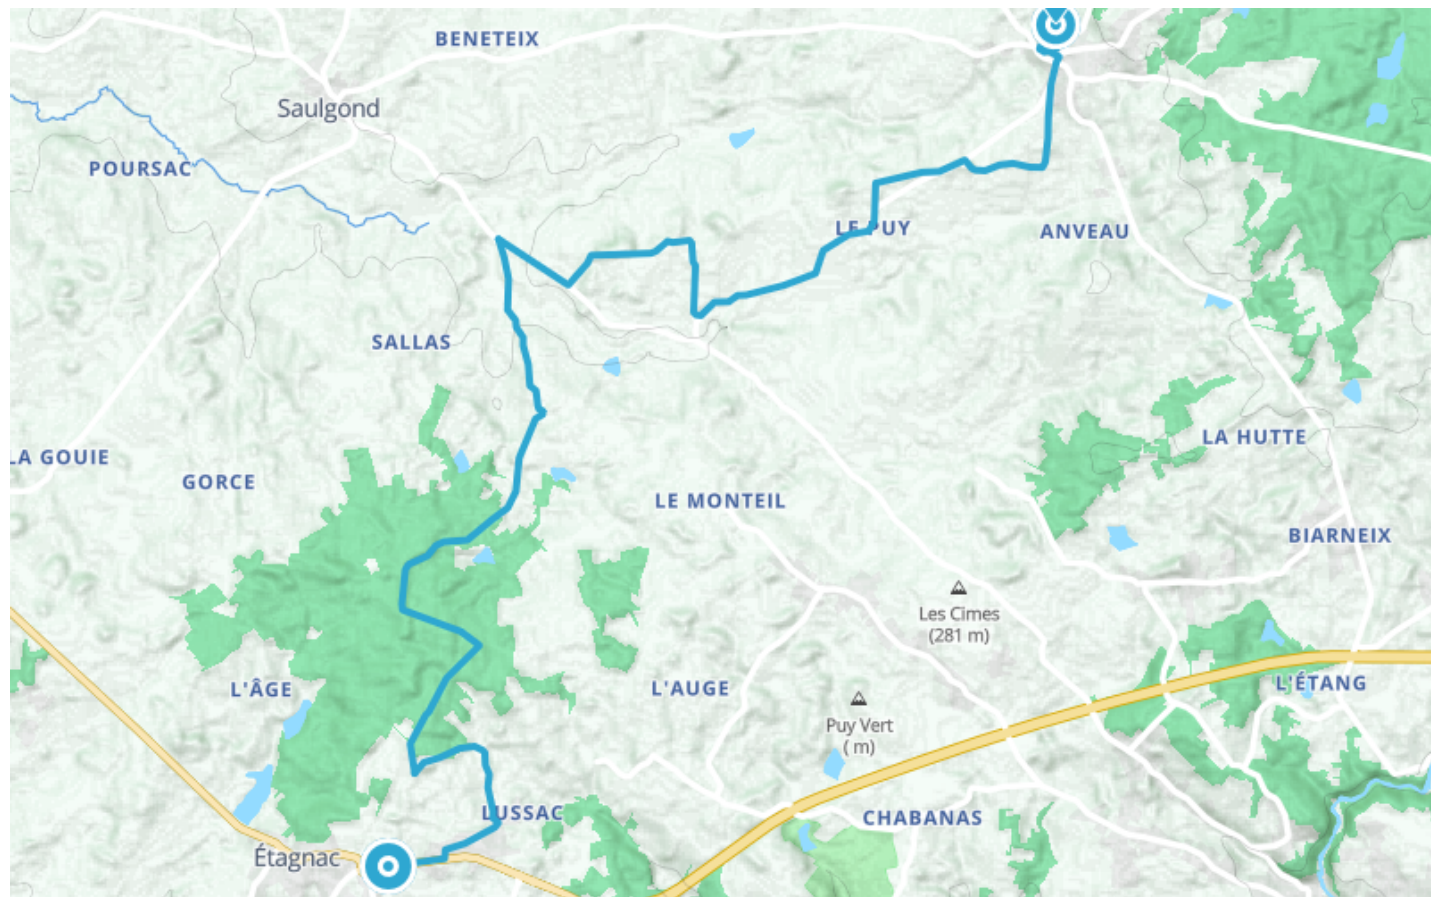 BENETEIX
Saulgond
POURSAC
LE PUY
ANVEAU
SALLAS
LA HUTTE
LA GOUIE
GORCE
LE MONTEIL
BIARNEIX
Les Cimes
(281 m)
L'ÂGE
L'AUGE
L'ÉTANG
Puy Vert
( m)
LUSSAC
CHABANAS
Étagnac